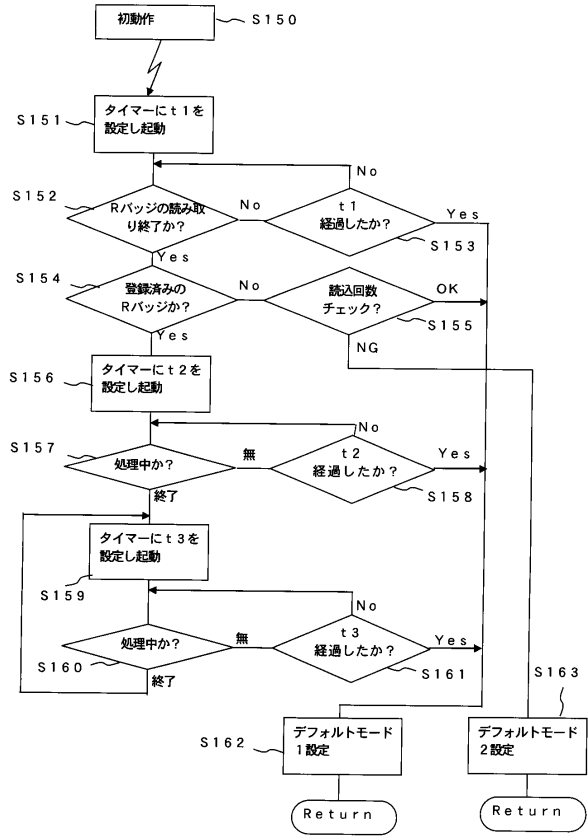 初動作
S150
タイマーにt1を
設定し起動
S151
No
S152
Rバッジの読み取
り終了か?
No
t1
経過したか?
Yes
S153
Yes
S154
登録済みの
Rバッジか?
No
読込回数
チェック?
OK
S155
Yes
NG
S156
タイマーにt2を
設定し起動
No
S157
処理中か?
無
t2
経過したか?
Yes
S158
終了
タイマーにt3を
設定し起動
S159
No
処理中か?
無
t3
経過したか?
Yes
S160
S161
終了
S163
S162
デフォルトモード
1設定
デフォルトモード
2設定
Return
Return